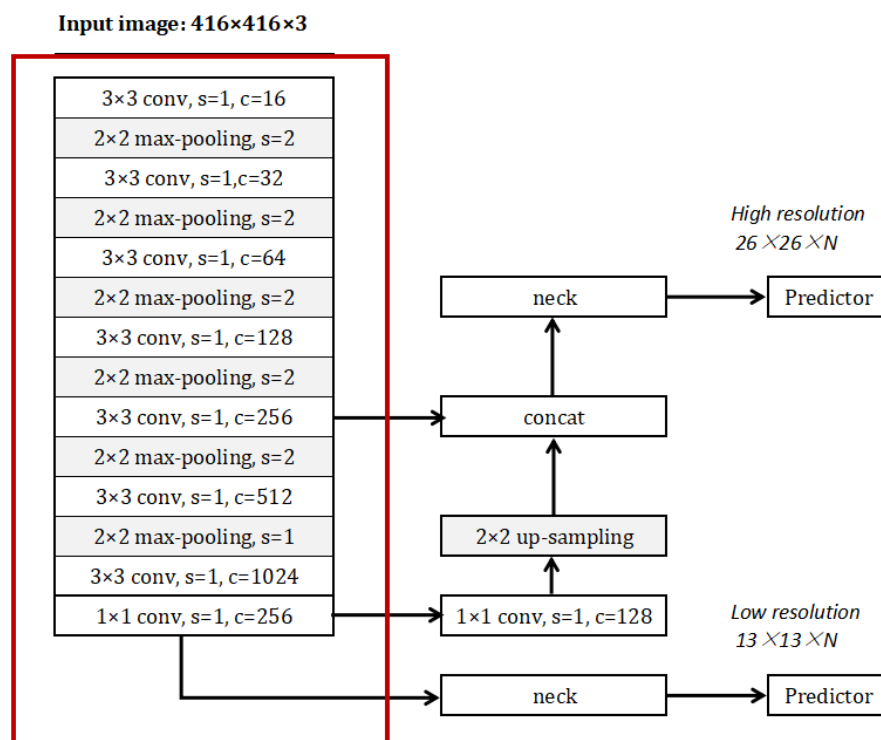 Input image: 416×416×3
3×3 conv, s=1, c=16
2×2 max-pooling, s=2
3×3 conv, s=1,c=32
2×2 max-pooling, s=2
3×3 conv, s=1, c=64
2×2 max-pooling, s=2
3×3 conv, s=1, c=128
2×2 max-pooling, s=2
3×3 conv, s=1, c=256
2×2 max-pooling, s=2
3×3 conv, s=1, c=512
2×2 max-pooling, s=1
3×3 conv, s=1, c=1024
1×1 conv, s=1, c=256
High resolution
26×26×N
neck
Predictor
concat
2×2 up-sampling
1×1 conv, s=1, c=128
Low resolution
13×13×N
neck
Predictor